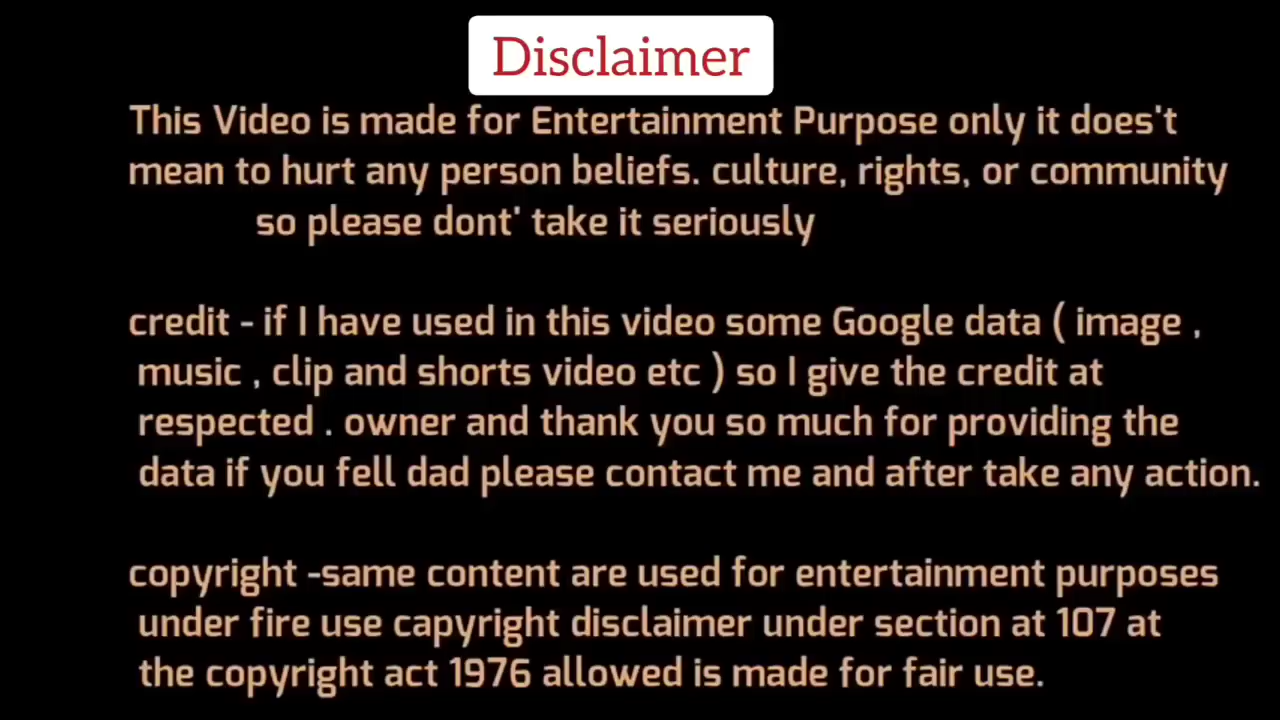 Disclaimer
This Video is made for Entertainment Purpose only it does't
mean to hurt any person beliefs. culture, rights, or community
so please dont' take it seriously
credit - if I have used in this video some Google data ( image ,
music , clip and shorts video etc ) so I give the credit at
respected . owner and thank you so much for providing the
data if you fell dad please contact me and after take any action.
copyright -same content are used for entertainment purposes
under fire use capyright disclaimer under section at 107 at
the copyright act 1976 allowed is made for fair use.